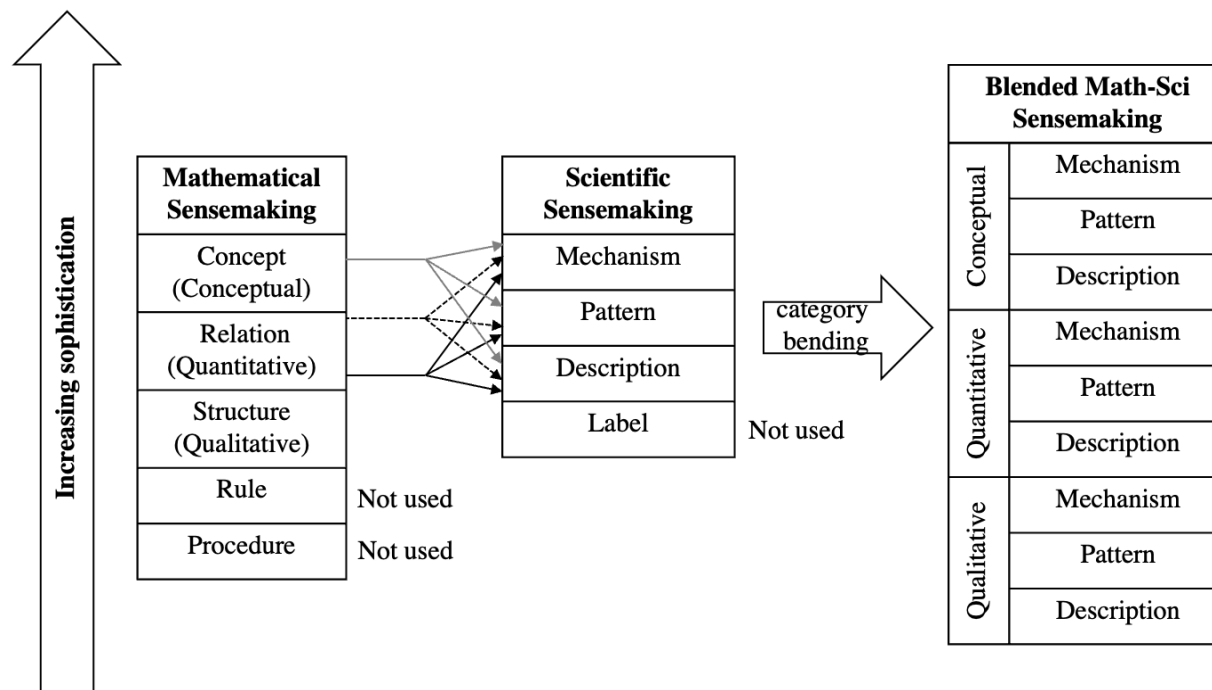 Increasing sophistication
Mathematical
Sensemaking
Concept
(Conceptual)
Relation
(Quantitative)
Structure
(Qualitative)
Rule
Not used
Procedure
Not used
Scientific
Sensemaking
Mechanism
Pattern
Description
Label
Not used
category
bending
Blended Math-Sci
Sensemaking
Conceptual
Mechanism
Pattern
Description
Quantitative
Mechanism
Pattern
Description
Qualitative
Mechanism
Pattern
Description